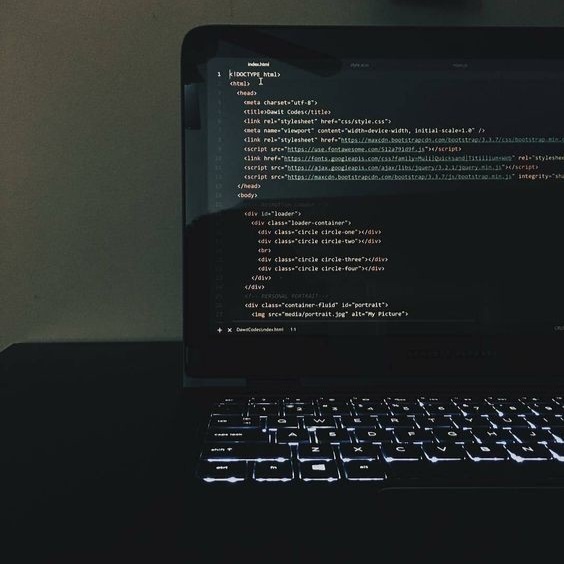 index.html
1 <!DOCTYPE html>
<html>
<head>
<meta charset="utf-8">
<title>Dawit Codes</title>
<link rel="stylesheet" href="css/style.css">
<meta name="viewport" content="width=device-width, initial-scale=1.0" />
<link rel="stylesheet" href="https://maxcdn.bootstrapcdn.com/bootstrap/3.3.7/css/bootstrap.min.c
<script src="https://use.fontawesome.com/512a791d9f.js"></script>
<link href="https://fonts.googleapis.com/css?family=Muli|Quicksand|Titillium+Web" rel="styleshe
<script src="https://ajax.googleapis.com/ajax/libs/jquery/3.2.1/jquery.min.js"></script>
<script src="https://maxcdn.bootstrapcdn.com/bootstrap/3.3.7/js/bootstrap.min.js" integrity="sha
</head>
<body>
<div id="loader">
<div class="loader-container">
<div class="circle circle-one"></div>
<div class="circle circle-two"></div>
<br>
<div class="circle circle-three"></div>
<div class="circle circle-four"></div>
</div>
</div>
<!-- PERSONAL PORTRAIT -->
<div class="container-fluid" id="portrait">
<img src="media/portrait.jpg" alt="My Picture">
+ × DawitCodes\index.html 1:1
Q W E R
caps lock A S D F G H
shift Z X C V B N
ctrl fn alt